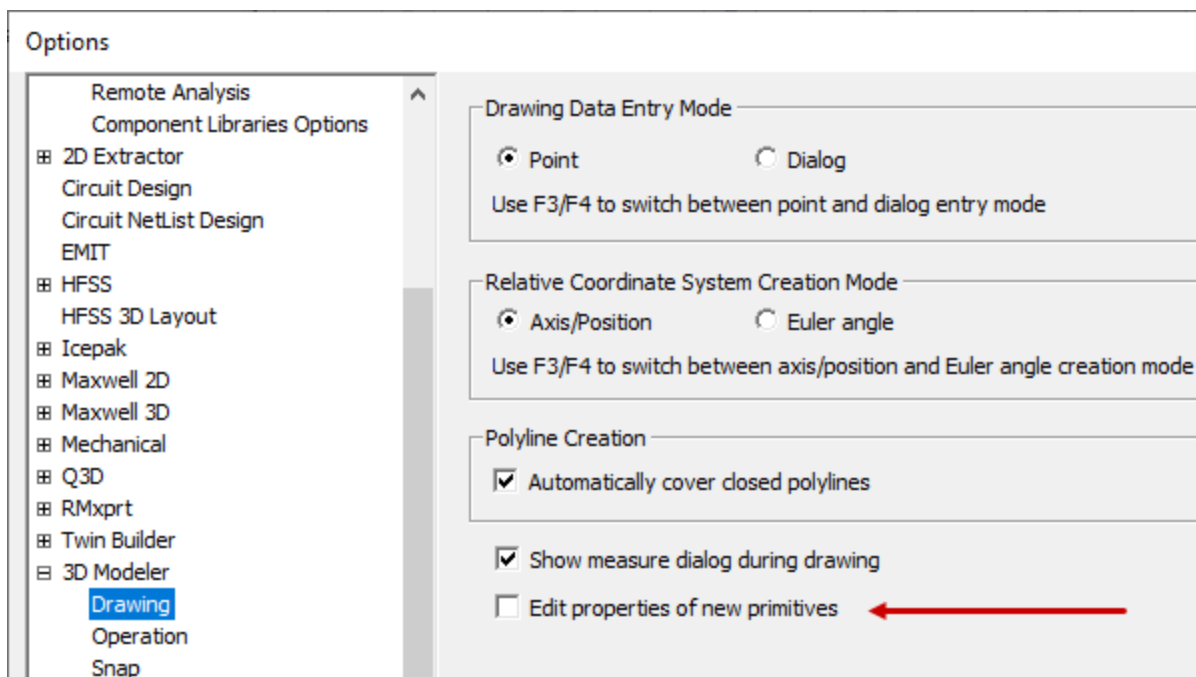 Options
Remote Analysis
Component Libraries Options
2D Extractor
Circuit Design
Circuit NetList Design
EMIT
HFSS
HFSS 3D Layout
Icepak
Maxwell 2D
Maxwell 3D
Mechanical
Q3D
RMxprt
Twin Builder
3D Modeler
Drawing
Operation
Snap
Drawing Data Entry Mode
Point
Dialog
Use F3/F4 to switch between point and dialog entry mode
Relative Coordinate System Creation Mode
Axis/Position
Euler angle
Use F3/F4 to switch between axis/position and Euler angle creation mode
Polyline Creation
Automatically cover closed polylines
Show measure dialog during drawing
Edit properties of new primitives